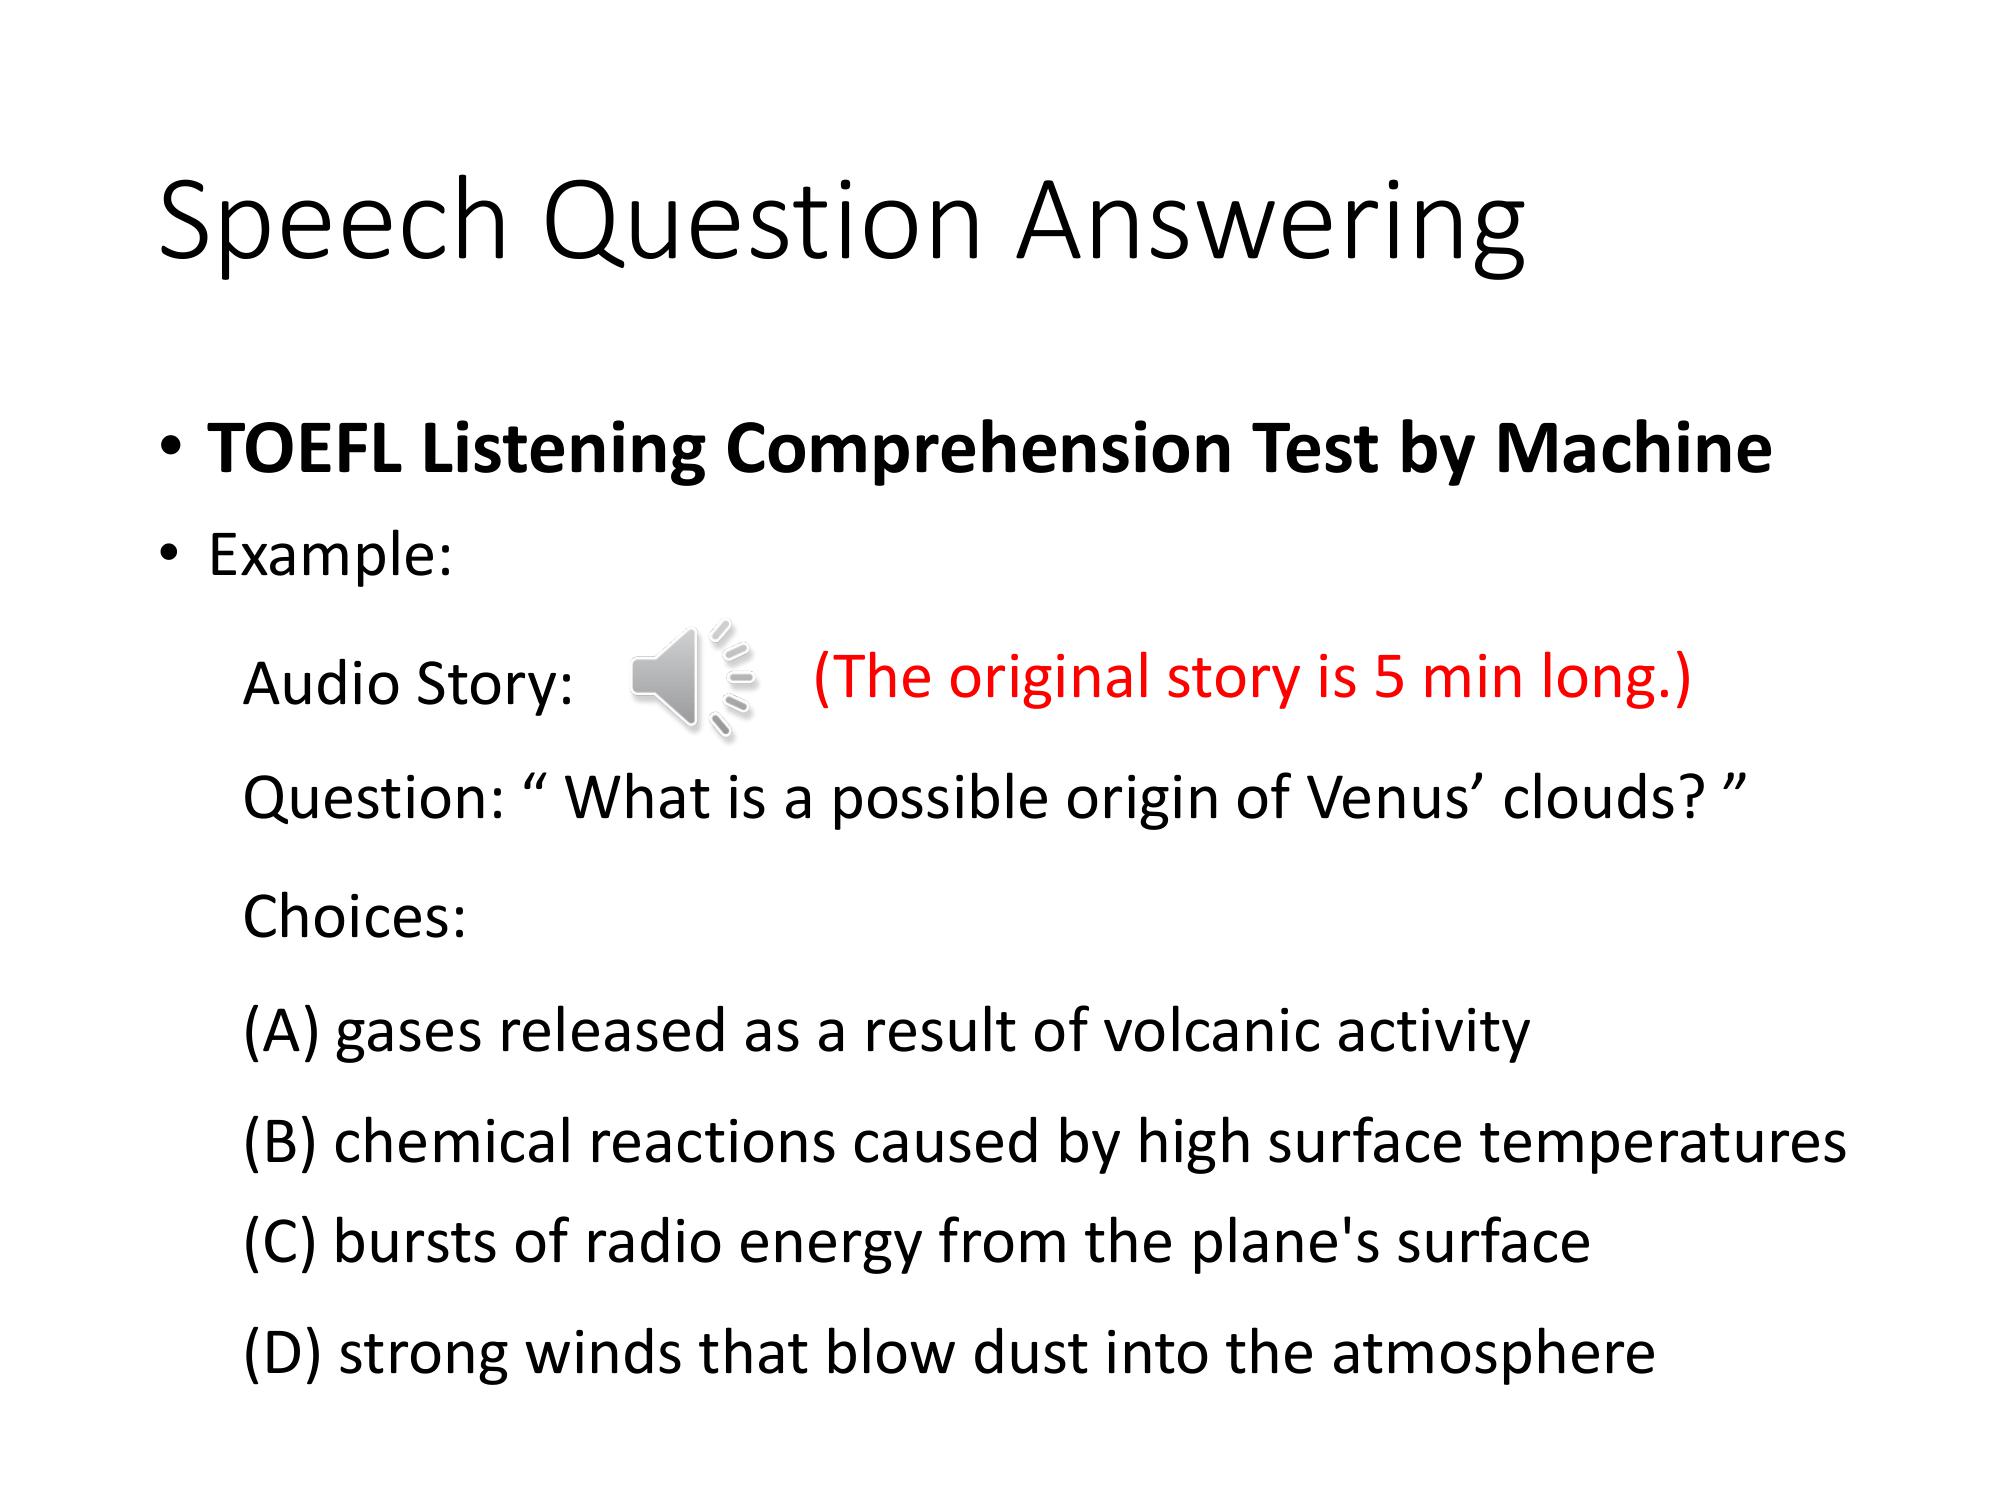 Speech Question Answering
• TOEFL Listening Comprehension Test by Machine
• Example:
Audio Story: (The original story is 5 min long.)
Question: “ What is a possible origin of Venus’ clouds? ”
Choices:
(A) gases released as a result of volcanic activity
(B) chemical reactions caused by high surface temperatures
(C) bursts of radio energy from the plane's surface
(D) strong winds that blow dust into the atmosphere